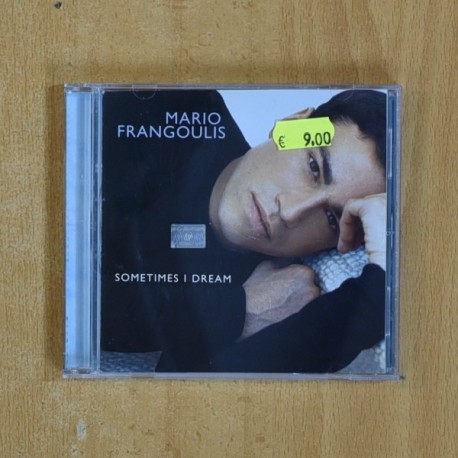 MARIO
FRANGOULIS
€ 9.00
SOMETIMES I DREAM